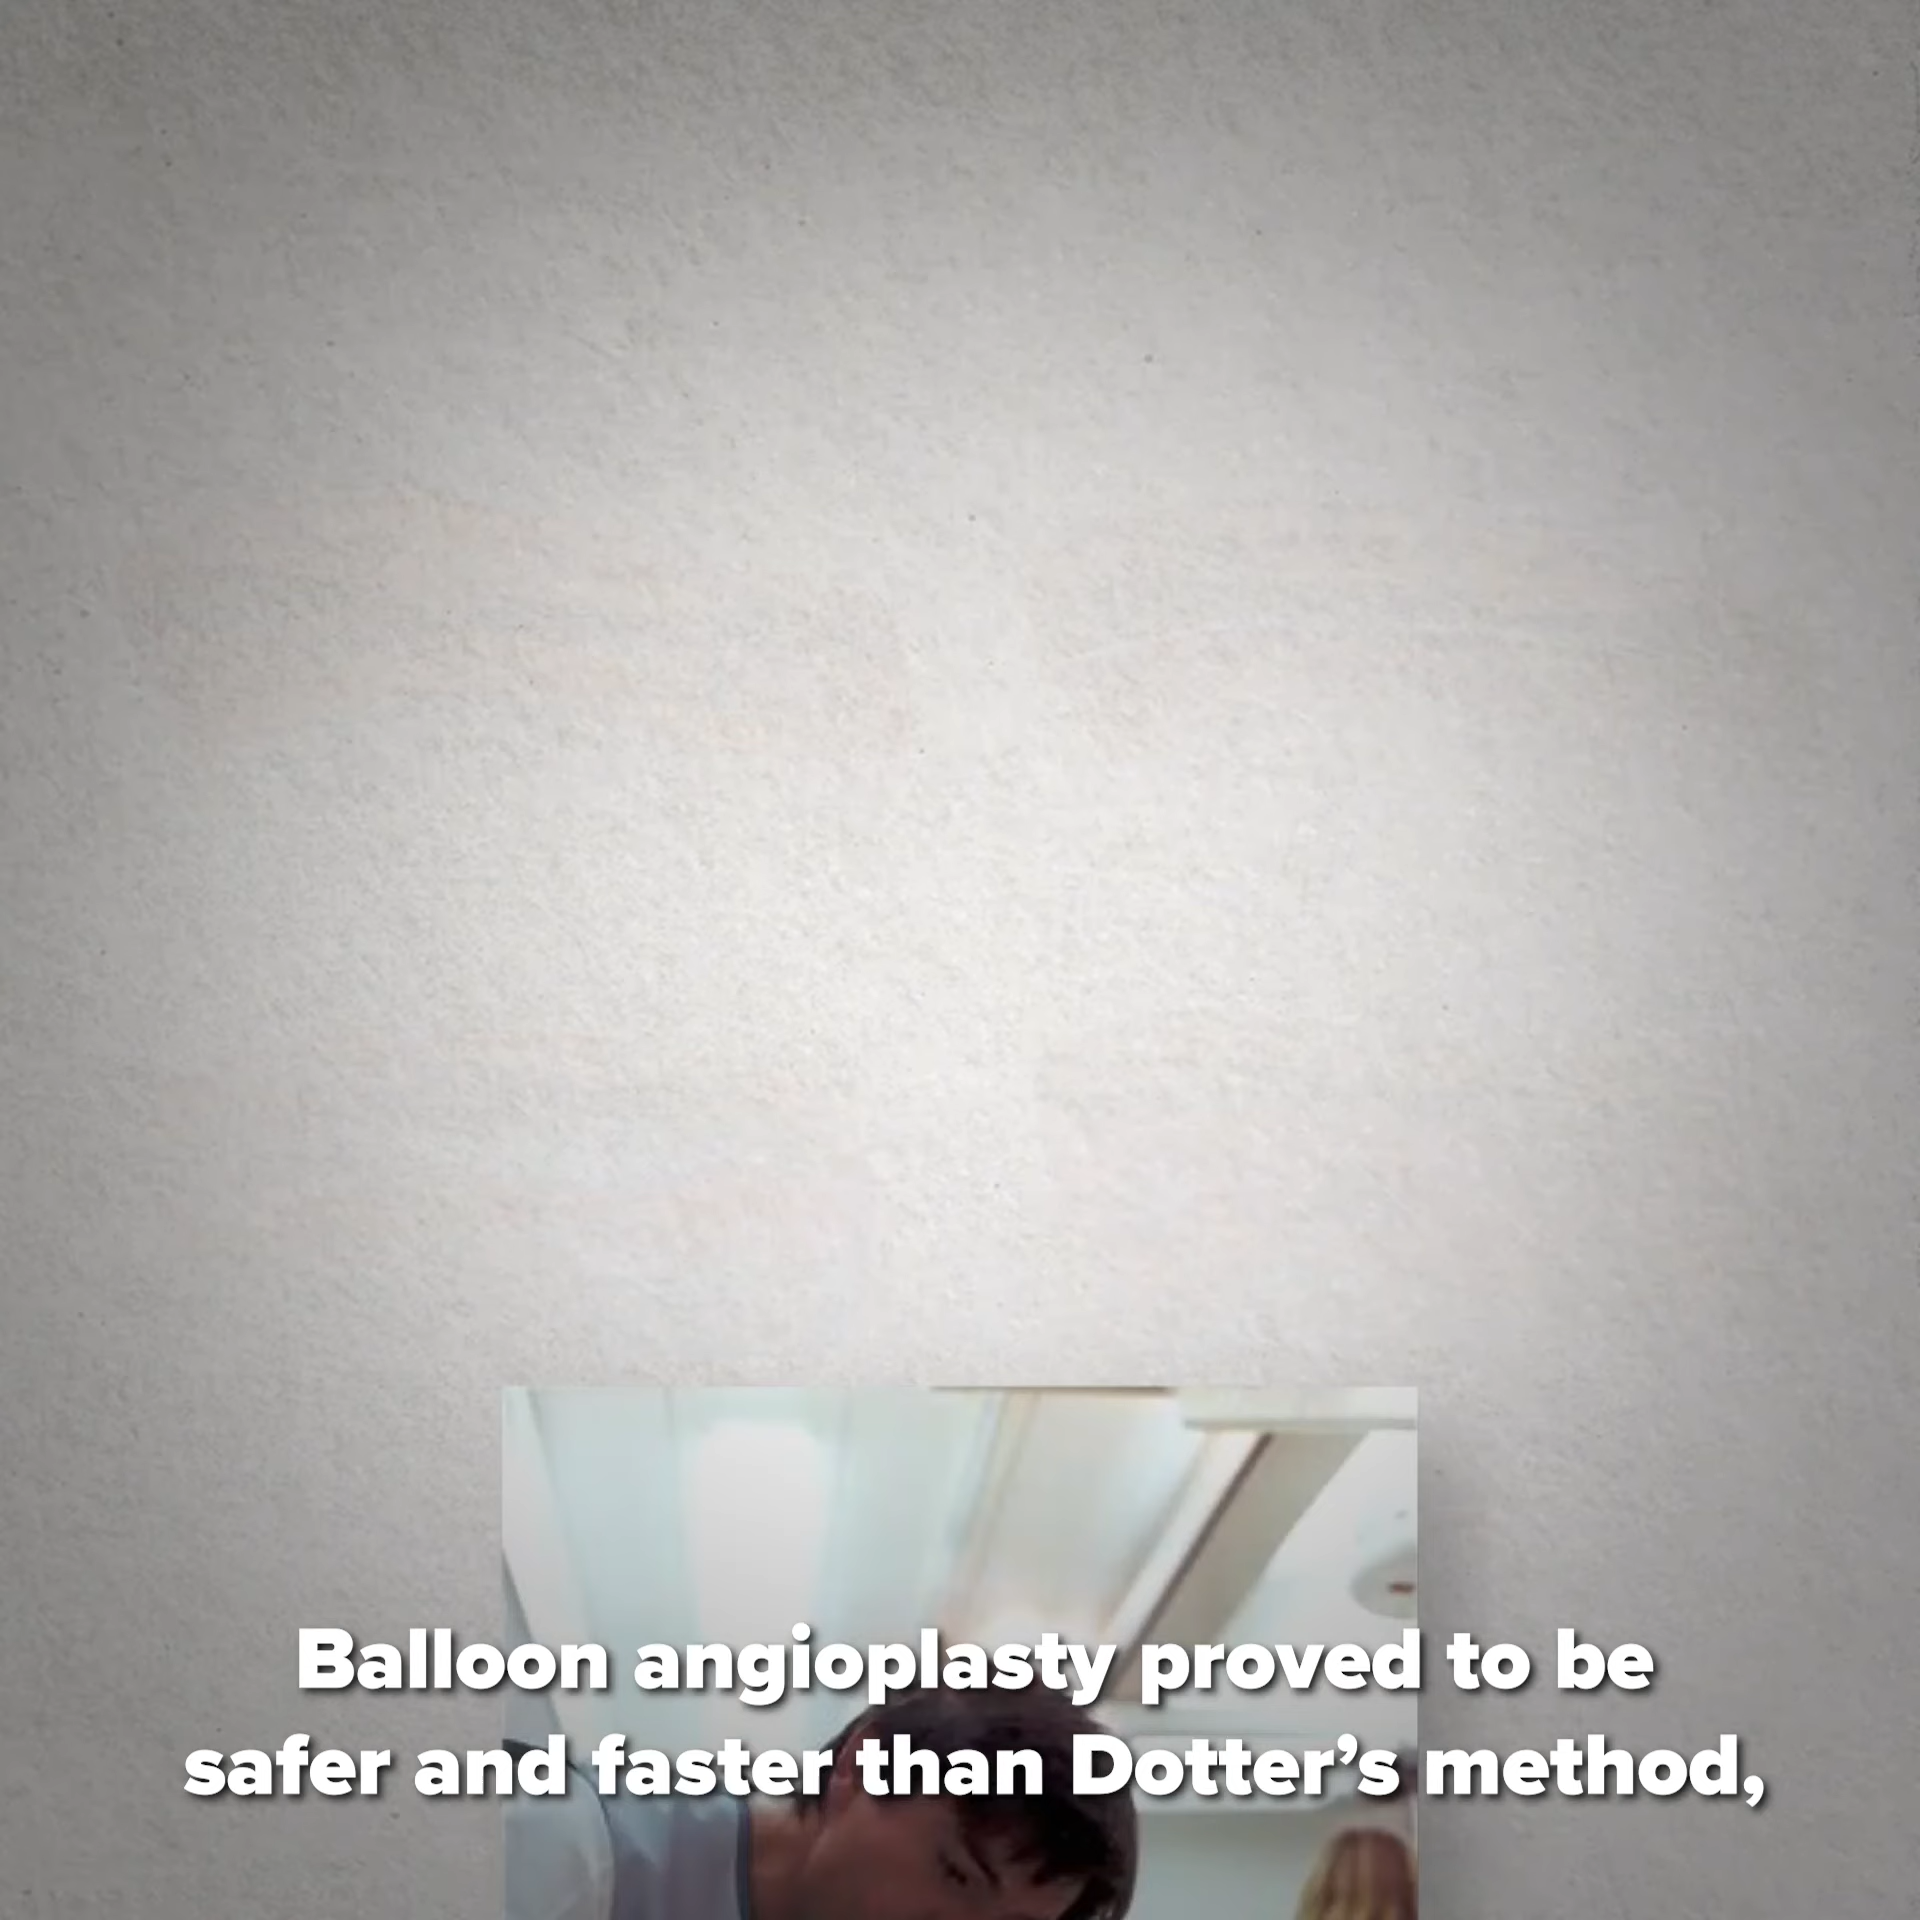 Balloon angioplasty proved to be
safer and faster than Dotter’s method,